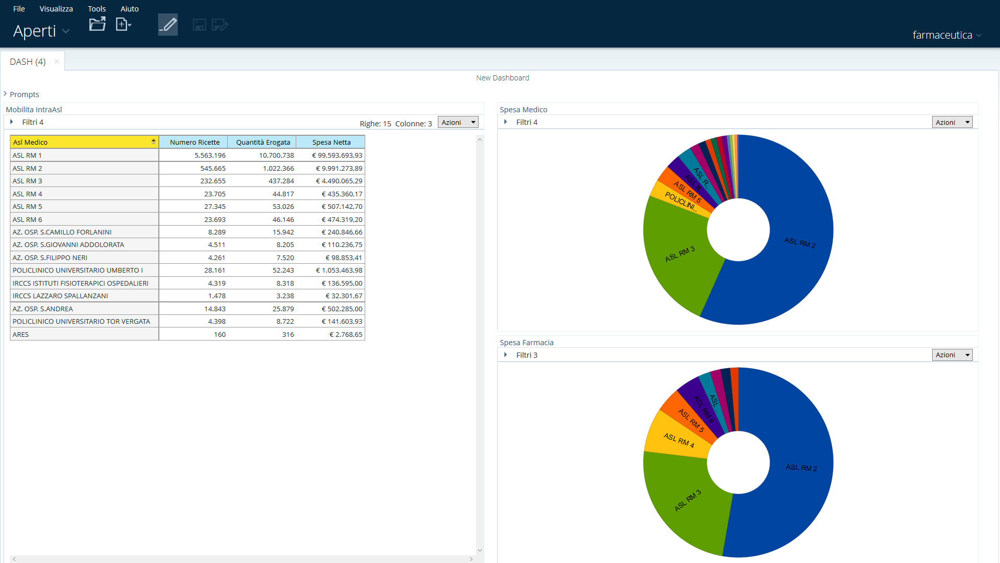 File Visualizza Tools Aiuto
Aperti
farmaceutica
DASH (4)
New Dashboard
Prompts
Mobilita IntraAsl
Filtri 4 Righe: 15 Colonne: 3 Azioni
Asl Medico Numero Ricette Quantità Erogata Spesa Netta
ASL RM 1 5.563.196 10.700.738 € 99.593.693,93
ASL RM 2 545.665 1.022.366 € 9.991.273,89
ASL RM 3 232.655 437.284 € 4.490.065,29
ASL RM 4 23.705 44.817 € 435.360,17
ASL RM 5 27.345 53.026 € 507.142,70
ASL RM 6 23.693 46.146 € 474.319,20
AZ. OSP. S.CAMILLO FORLANINI 8.289 15.942 € 240.846,66
AZ. OSP. S.GIOVANNI ADDOLORATA 4.511 8.205 € 110.236,75
AZ. OSP. S.FILIPPO NERI 4.261 7.520 € 98.853,41
POLICLINICO UNIVERSITARIO UMBERTO I 28.161 52.243 € 1.053.463,98
IRCCS ISTITUTI FISIOTERAPICI OSPEDALIERI 4.319 8.318 € 136.595,00
IRCCS LAZZARO SPALLANZANI 1.478 3.238 € 32.301,67
AZ. OSP. S.ANDREA 14.843 25.879 € 502.285,00
POLICLINICO UNIVERSITARIO TOR VERGATA 4.398 8.722 € 141.603,93
ARES 160 316 € 2.768,65
Spesa Medico
Filtri 4 Azioni
ASL R..
ASL R..
ASL RM 5
POLICLINI..
ASL RM 3
ASL RM 2
Spesa Farmacia
Filtri 3 Azioni
ASL ..
ASL RM 6
ASL RM 5
ASL RM 4
ASL RM 3
ASL RM 2